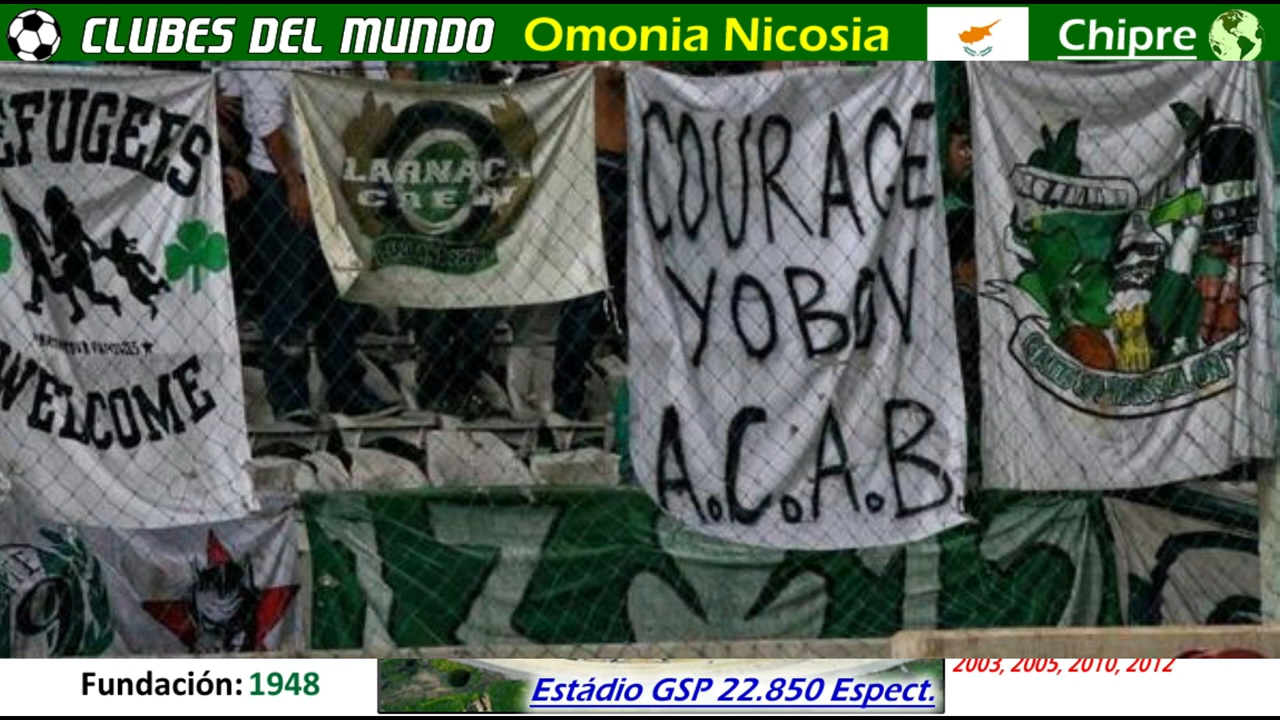 CLUBES DEL MUNDO
Omonia Nicosia
Chipre
EFUGEES
WELCOME
LARNACA
CREW
COURAGE
YOBOV
A.C.A.B.
9
Fundación: 1948
Estádio GSP 22.850 Espect.
2003, 2005, 2010, 2012